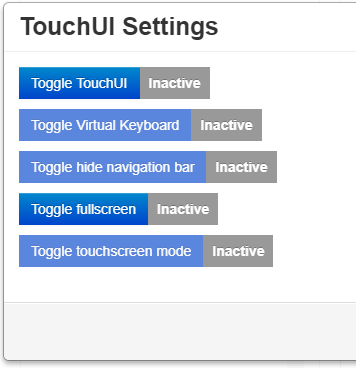 TouchUI Settings
Toggle TouchUI Inactive
Toggle Virtual Keyboard Inactive
Toggle hide navigation bar Inactive
Toggle fullscreen Inactive
Toggle touchscreen mode Inactive